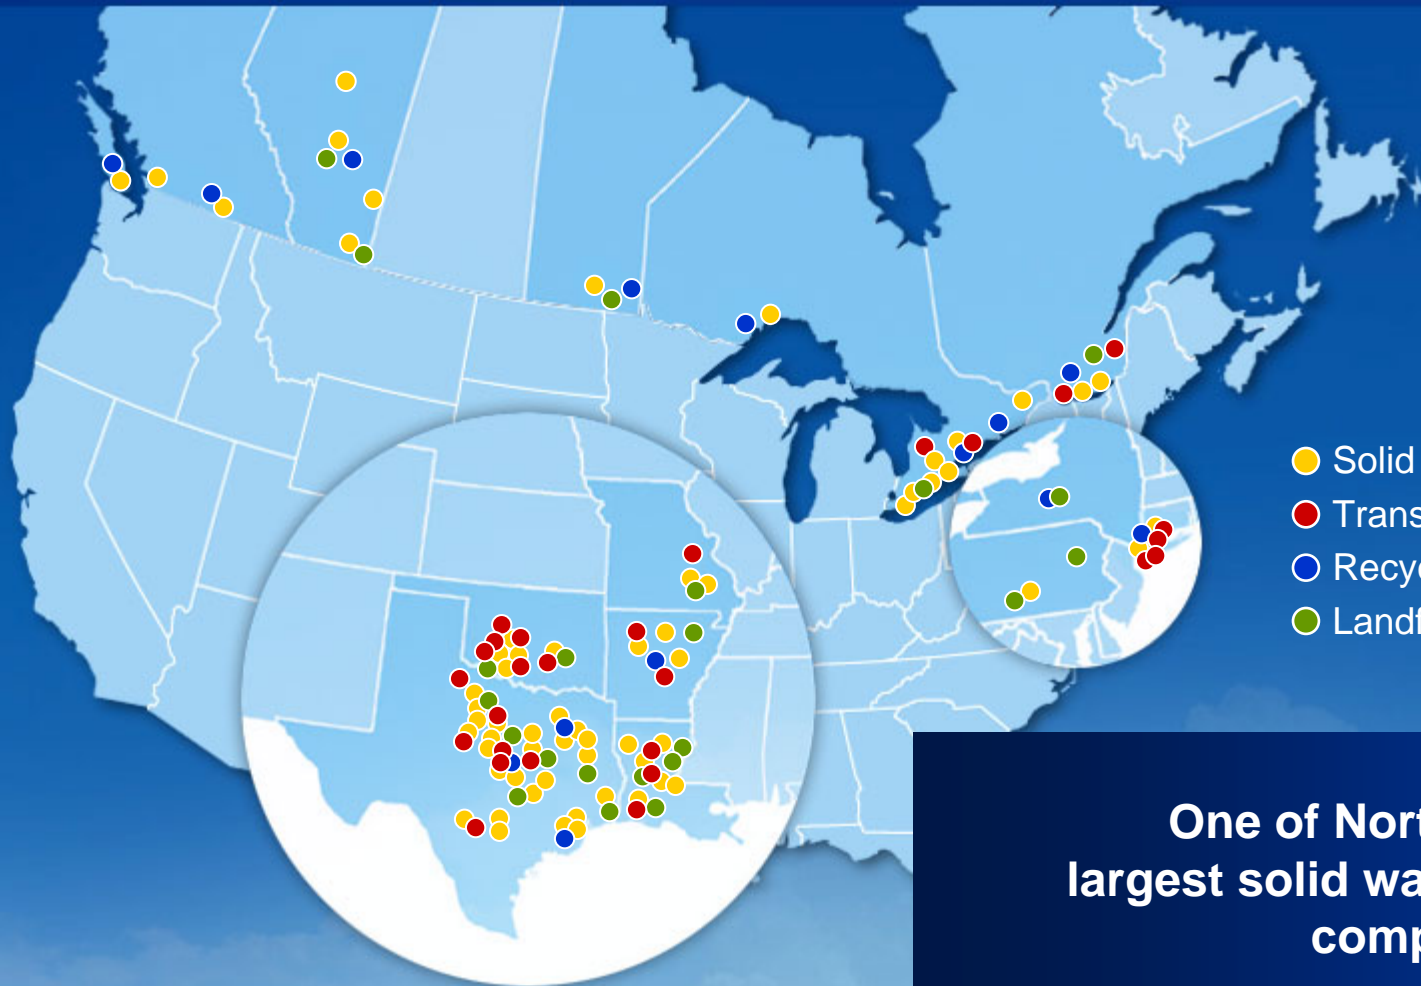 Solid
Trans
Recyc
Landf
One of Nort
largest solid wa
comp